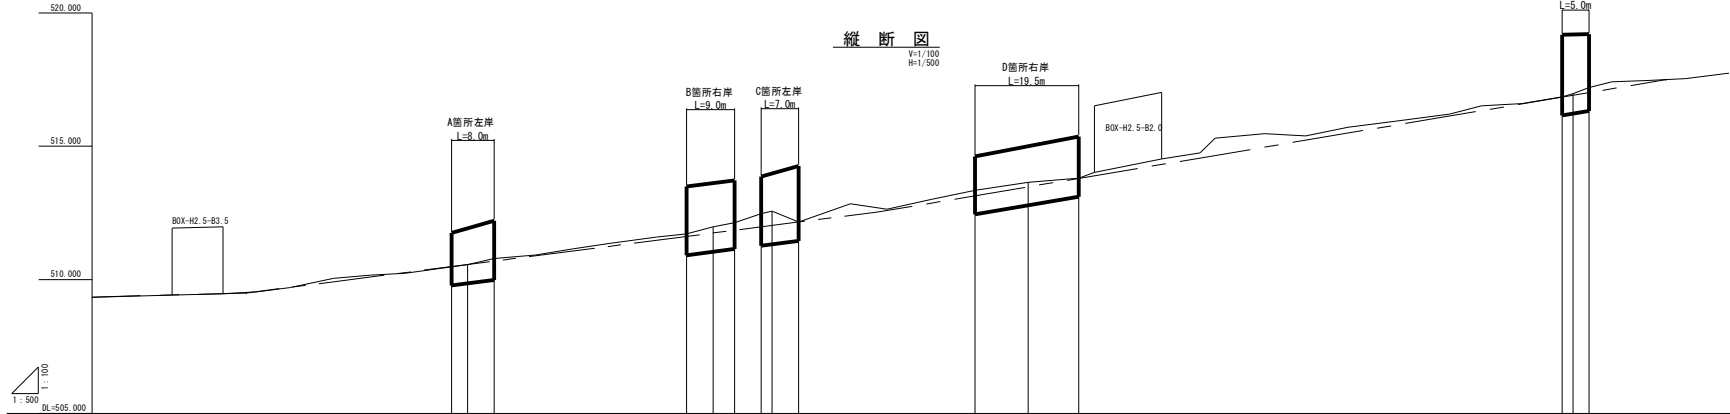 520.000
L=5.0m
縦 断 図
V=1/100
H=1/500
D箇所右岸
L=19.5m
B箇所右岸
L=9.0m
C箇所左岸
L=7.0m
A箇所左岸
L=8.0m
BOX-H2.5-B2.0
515.000
BOX-H2.5-B3.5
510.000
1：100
1：500
DL=505.000